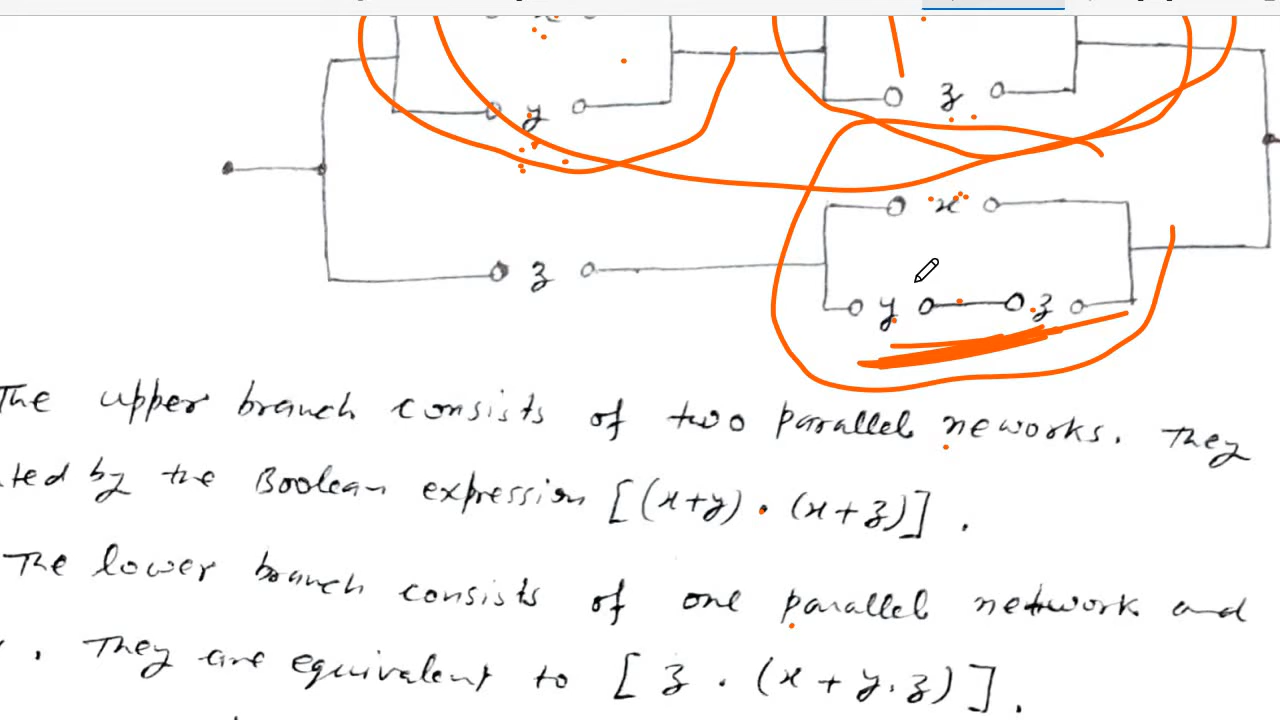 x
y
z
x
z
y z
The upper branch consists of two parallel neworks. They
ted by the Boolean expression [(x+y) . (x+z)] .
The lower branch consists of one parallel network and
. They are equivalent to [ z . (x + y.z)] .